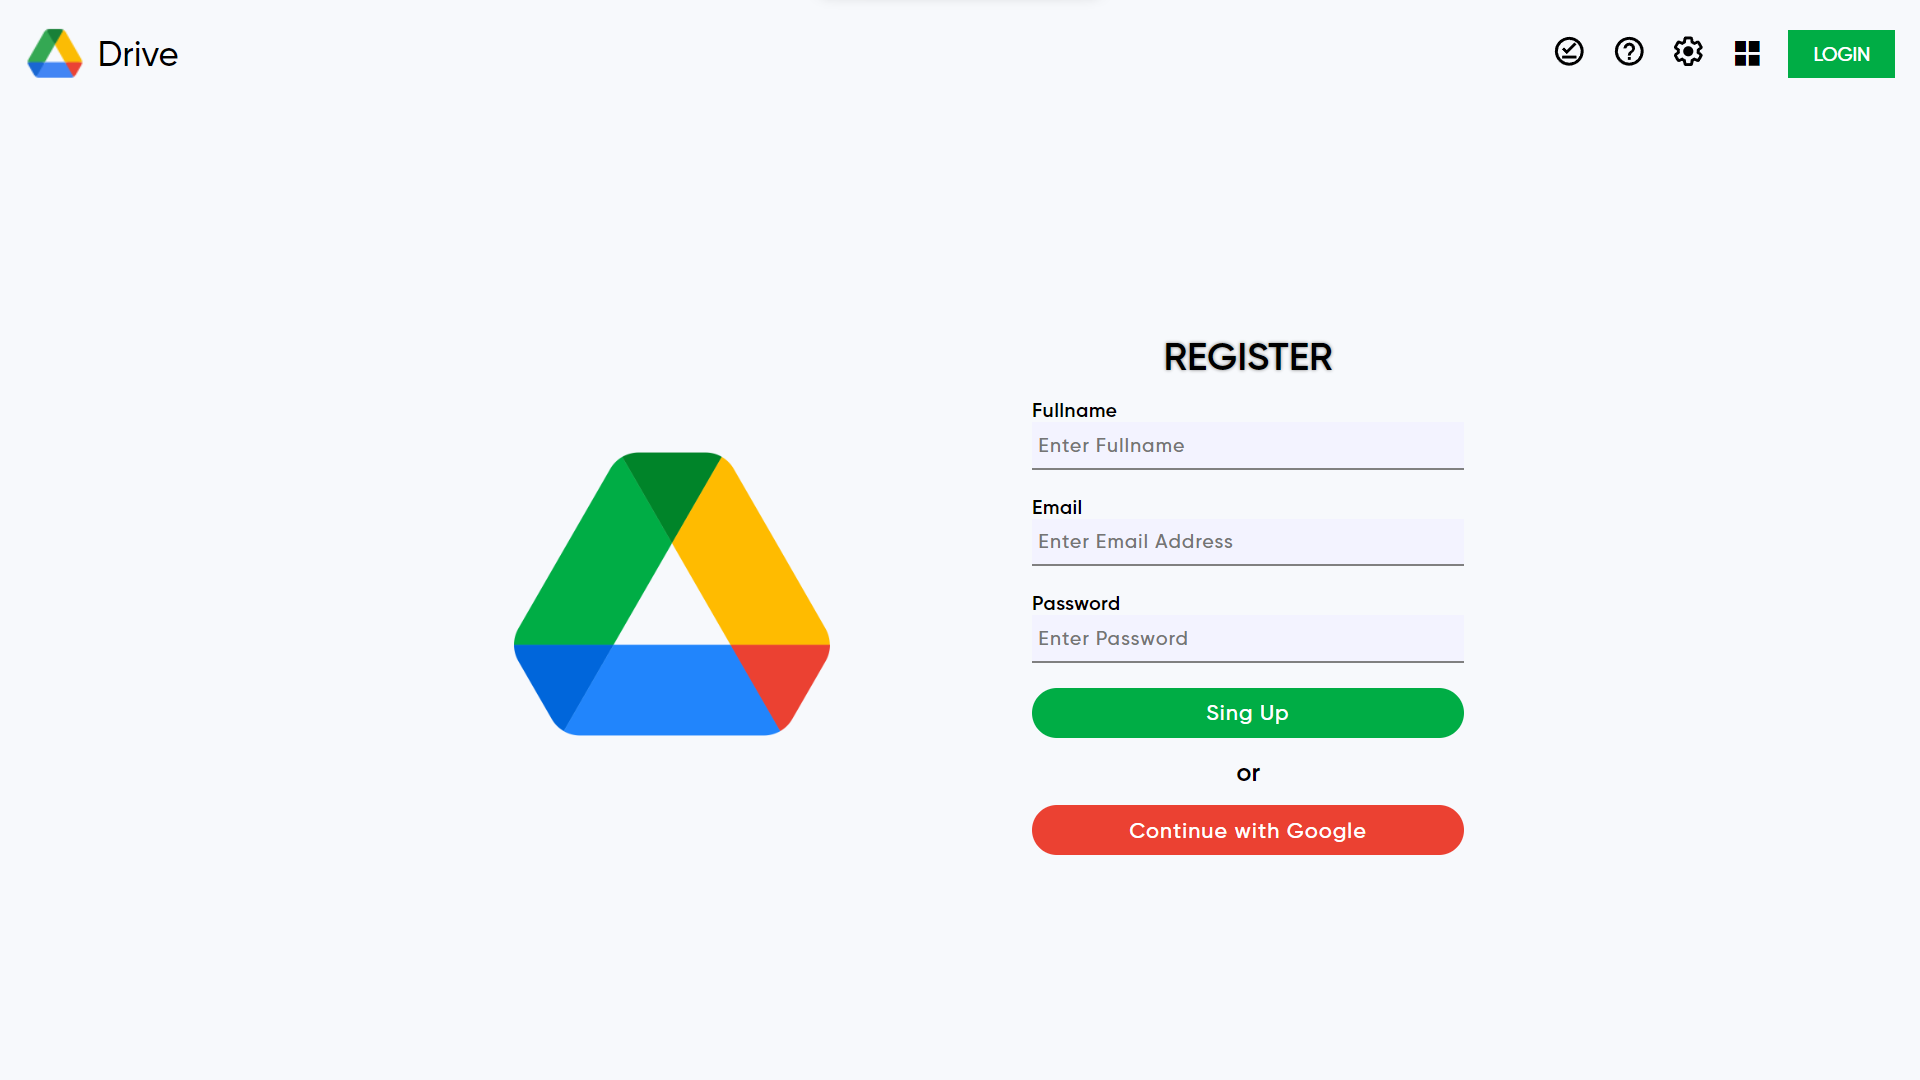 Drive
LOGIN
REGISTER
Fullname
Enter Fullname
Email
Enter Email Address
Password
Enter Password
Sing Up
or
Continue with Google